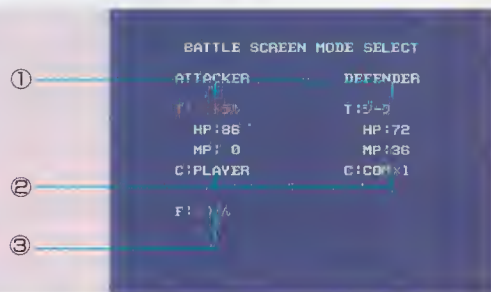 BATTLE SCREEN MODE SELECT
① ATTACKER DEFENDER
T: T:ジーク
HP:86 HP:72
MP: 0 MP:36
② C:PLAYER C:COM×1
F:
③